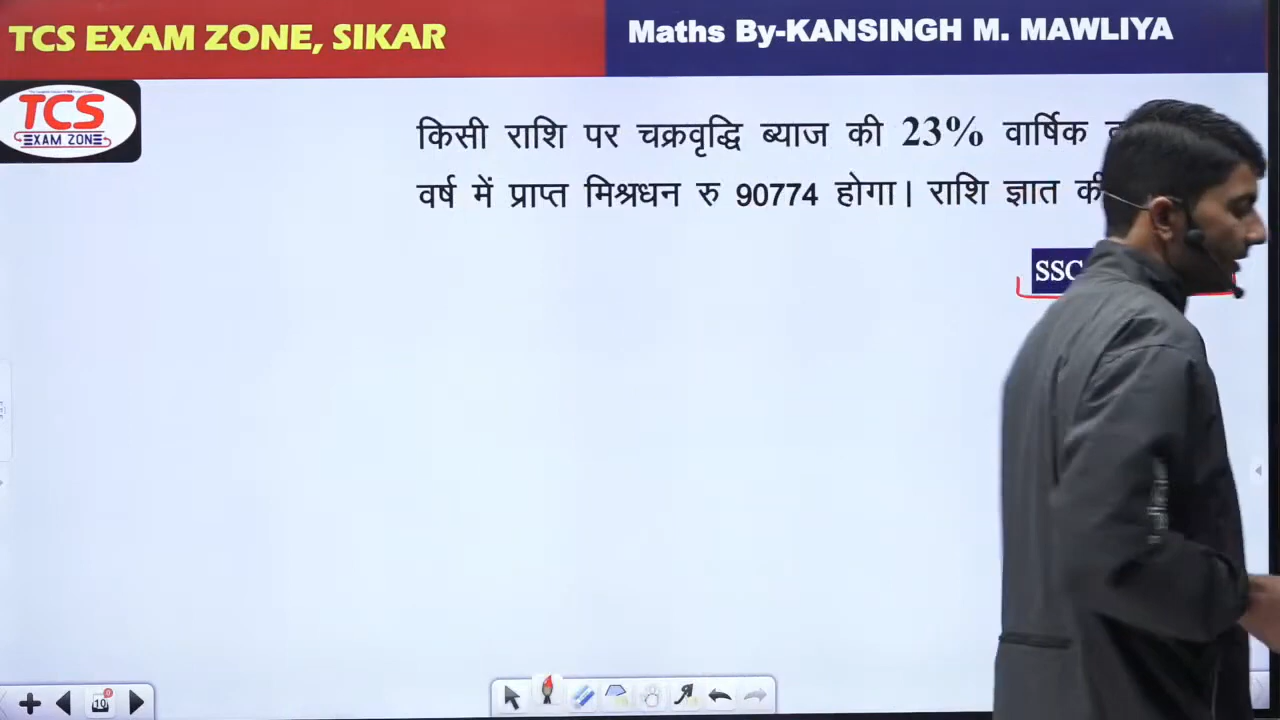 TCS EXAM ZONE, SIKAR
Maths By-KANSINGH M. MAWLIYA
TCS
EXAM ZONE
किसी राशि पर चक्रवृद्धि ब्याज की 23% वार्षिक
वर्ष में प्राप्त मिश्रधन रु 90774 होगा। राशि ज्ञात
SSC
10